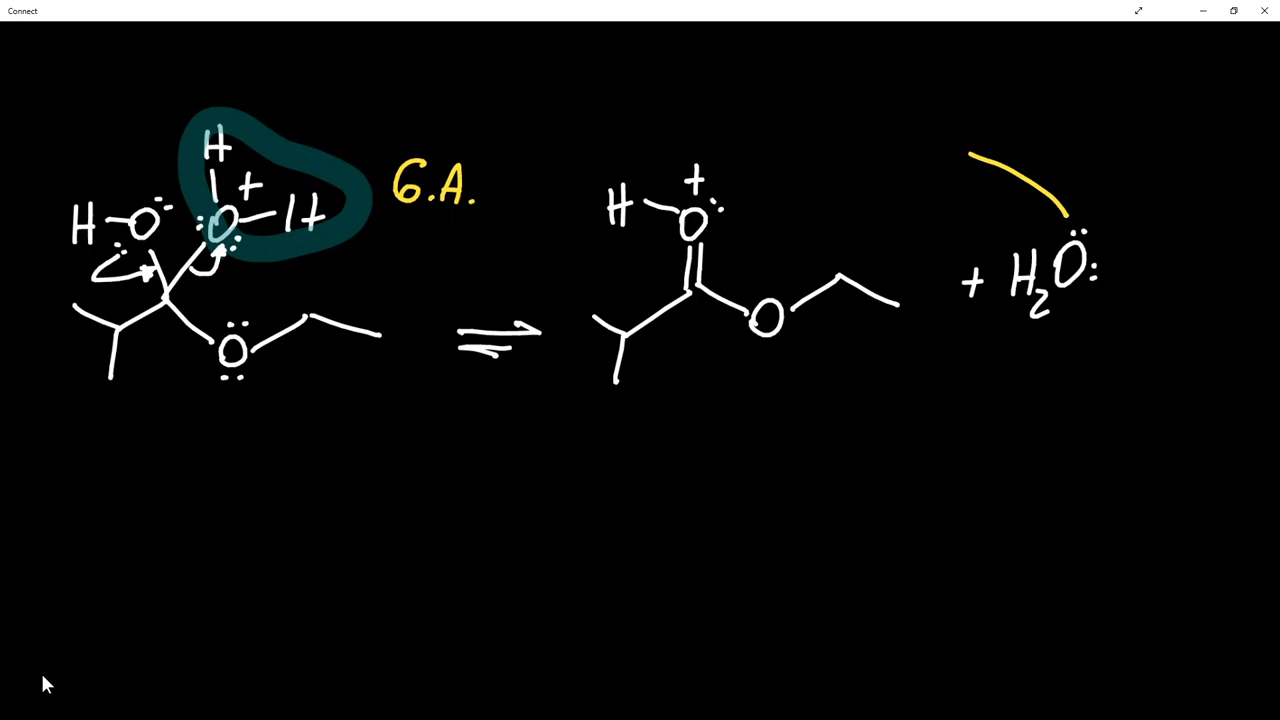 Connect
H
+
G.A.
H O O H
+
H O
+ H2O
O
O